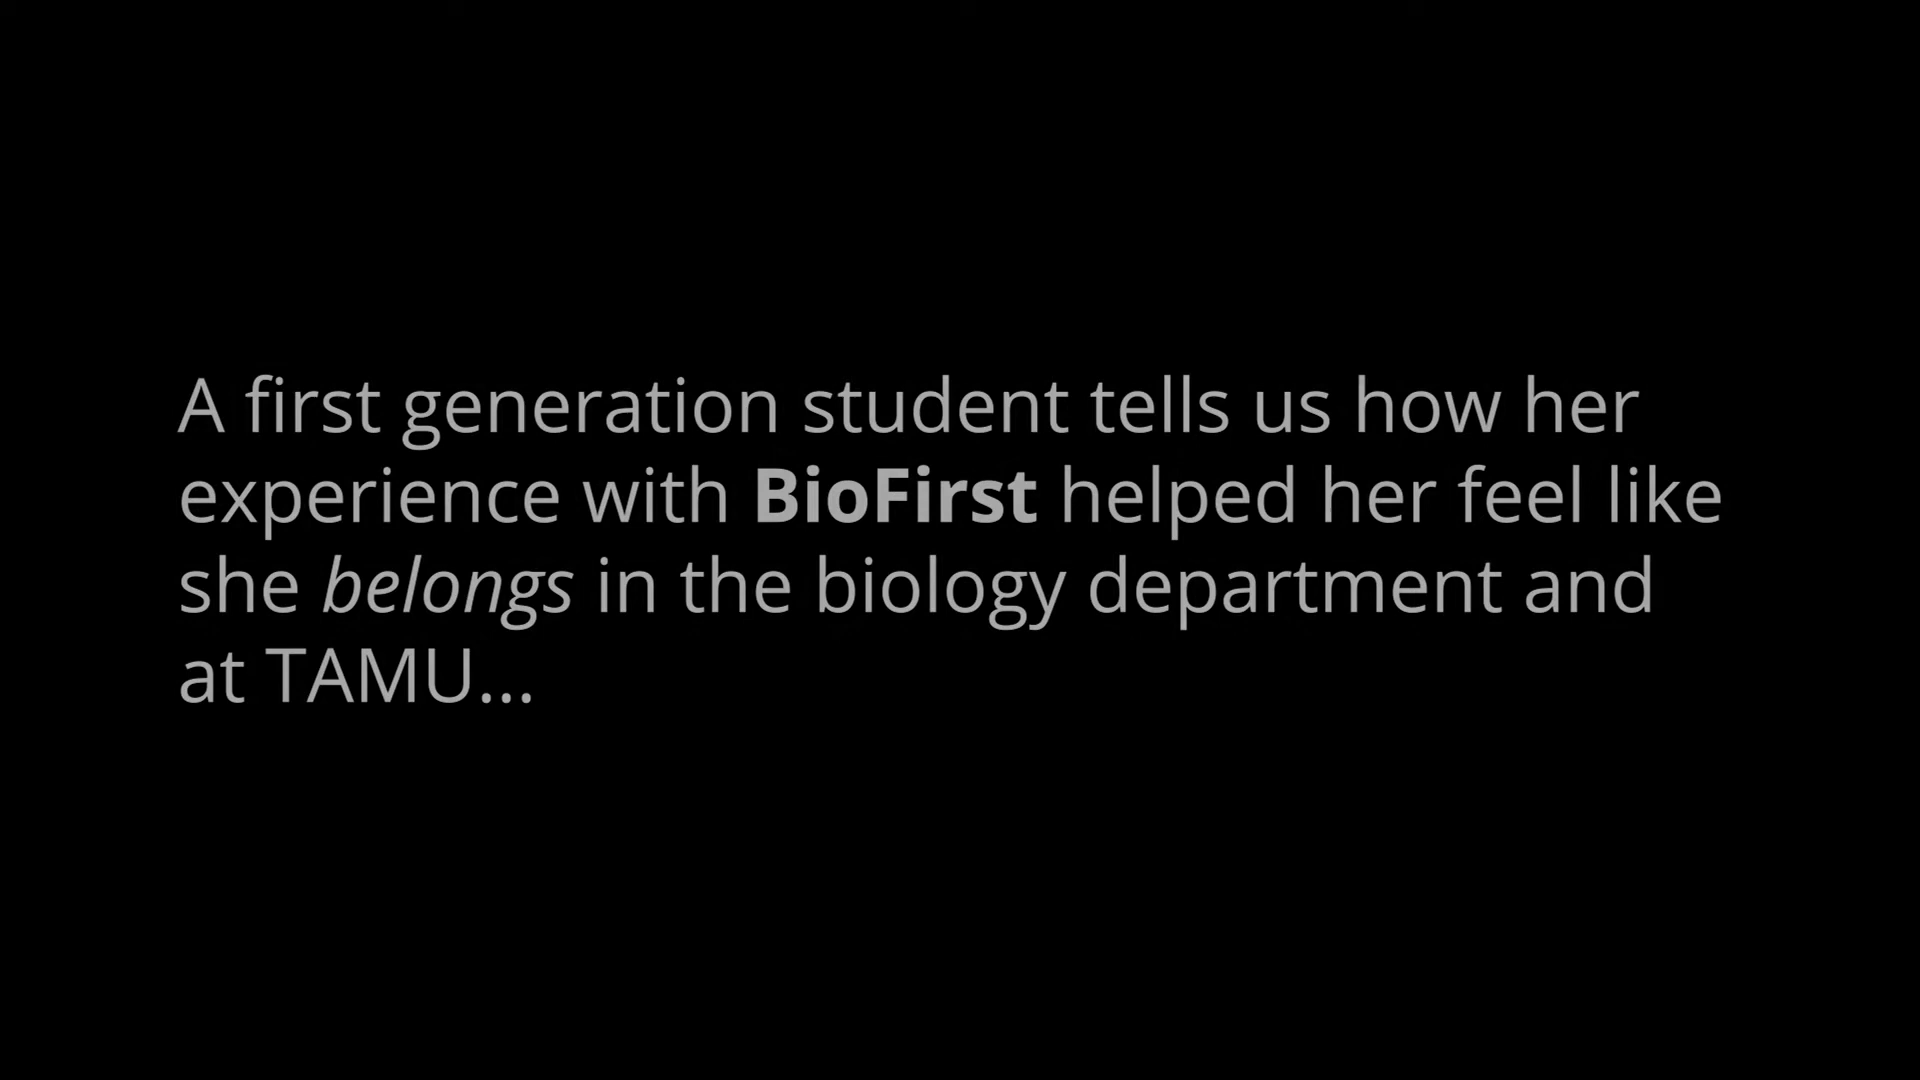 A first generation student tells us how her
experience with BioFirst helped her feel like
she belongs in the biology department and
at TAMU...